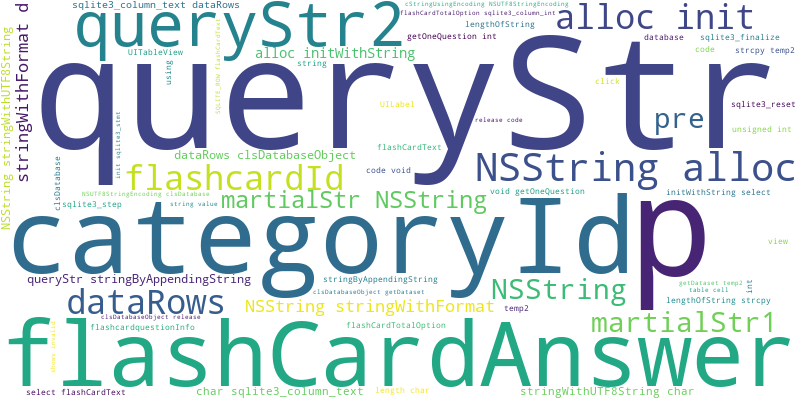 sqlite3_column_text dataRows
cStringUsingEncoding NSUTF8StringEncoding
flashCardTotalOption sqlite3_column_int
lengthOfString
queryStr2
alloc init
getOneQuestion int
database
sqlite3_finalize
UITableView
alloc initWithString
code
strcpy temp2
string
using
queryStr
click
UILabel
sqlite3_reset
release code
pre
unsigned int
stringWithFormat d
NSString stringWithUTF8String
SQLITE_ROW flashCardText
init sqlite3_stmt
flashCardText
dataRows clsDatabaseObject
NSString alloc
code void
flashcardId
clsDatabase
NSUTF8StringEncoding clsDatabase
void getOneQuestion
initWithString select
martialStr NSString
sqlite3_step
string value
categoryId
p
view
queryStr stringByAppendingString
stringByAppendingString
getDataset temp2
table cell
int
clsDatabaseObject getDataset
NSString
dataRows
lengthOfString strcpy
NSString stringWithFormat
temp2
clsDatabaseObject release
martialStr1
flashcardquestionInfo
flashCardTotalOption
flashCardAnswer
select flashCardText
char sqlite3_column_text
length char
stringWithUTF8String char